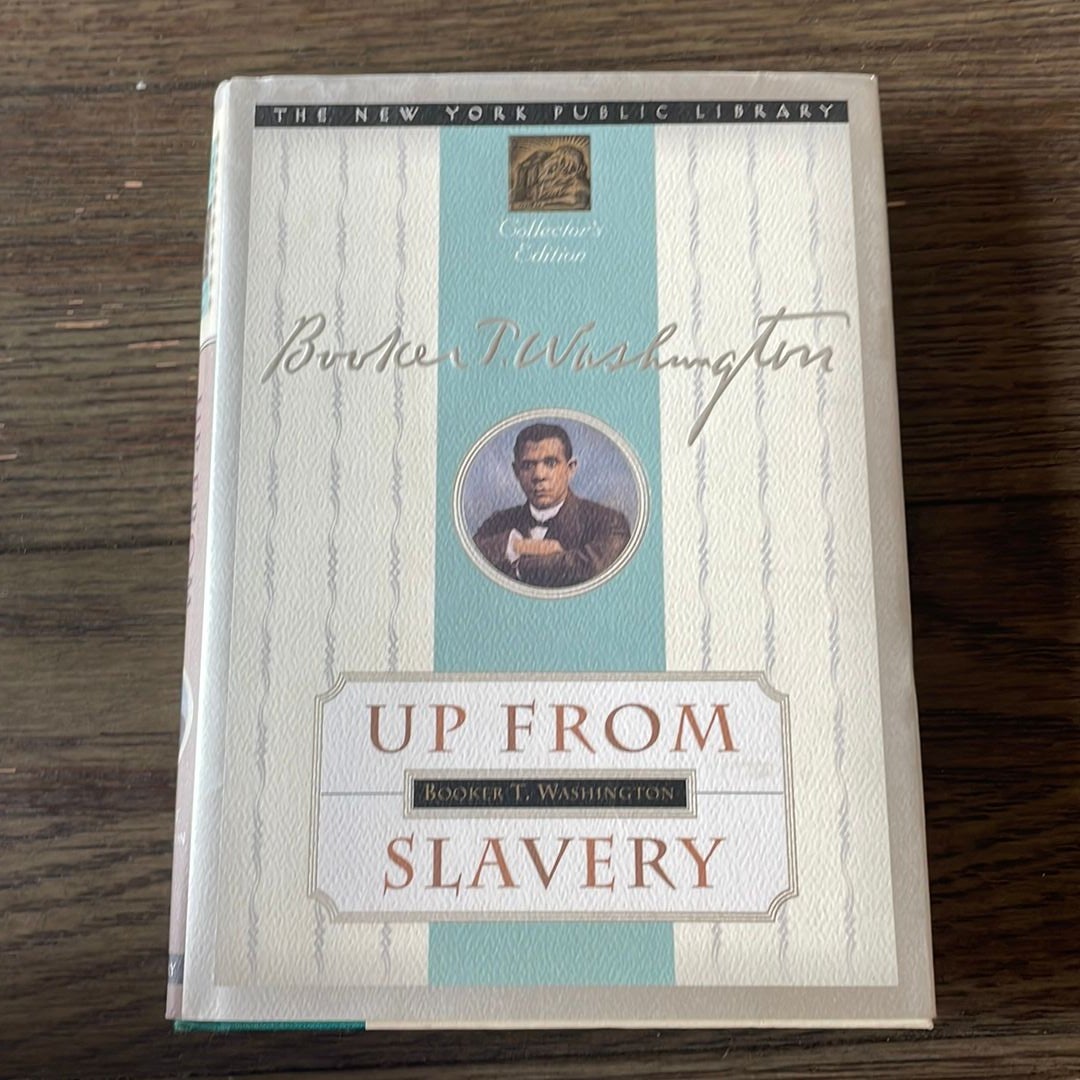 THE NEW YORK PUBLIC LIBRARY
Collector's
Edition
Booker T. Washington
UP FROM
BOOKER T. WASHINGTON
SLAVERY